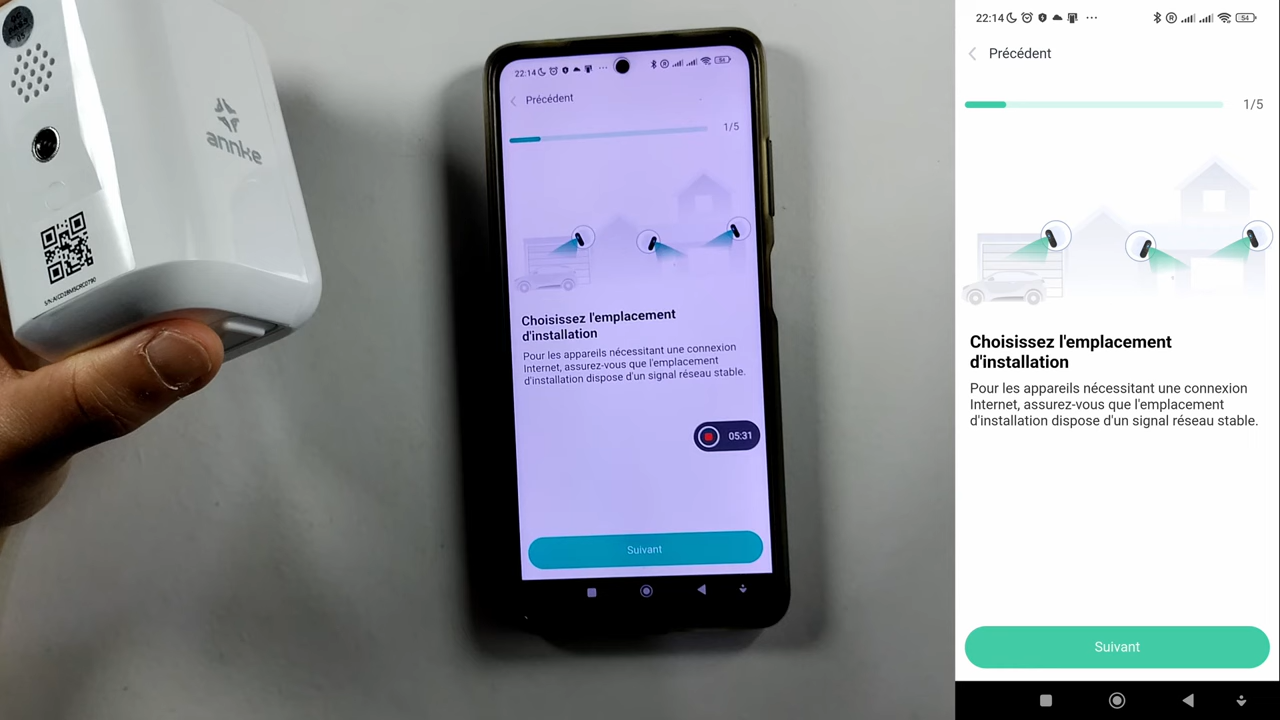 annke
22:14
54
Précédent
1/5
Choisissez l'emplacement
d'installation
Pour les appareils nécessitant une connexion
Internet, assurez-vous que l'emplacement
d'installation dispose d'un signal réseau stable.
05:31
Suivant
22:14
54
Précédent
1/5
Choisissez l'emplacement
d'installation
Pour les appareils nécessitant une connexion
Internet, assurez-vous que l'emplacement
d'installation dispose d'un signal réseau stable.
Suivant